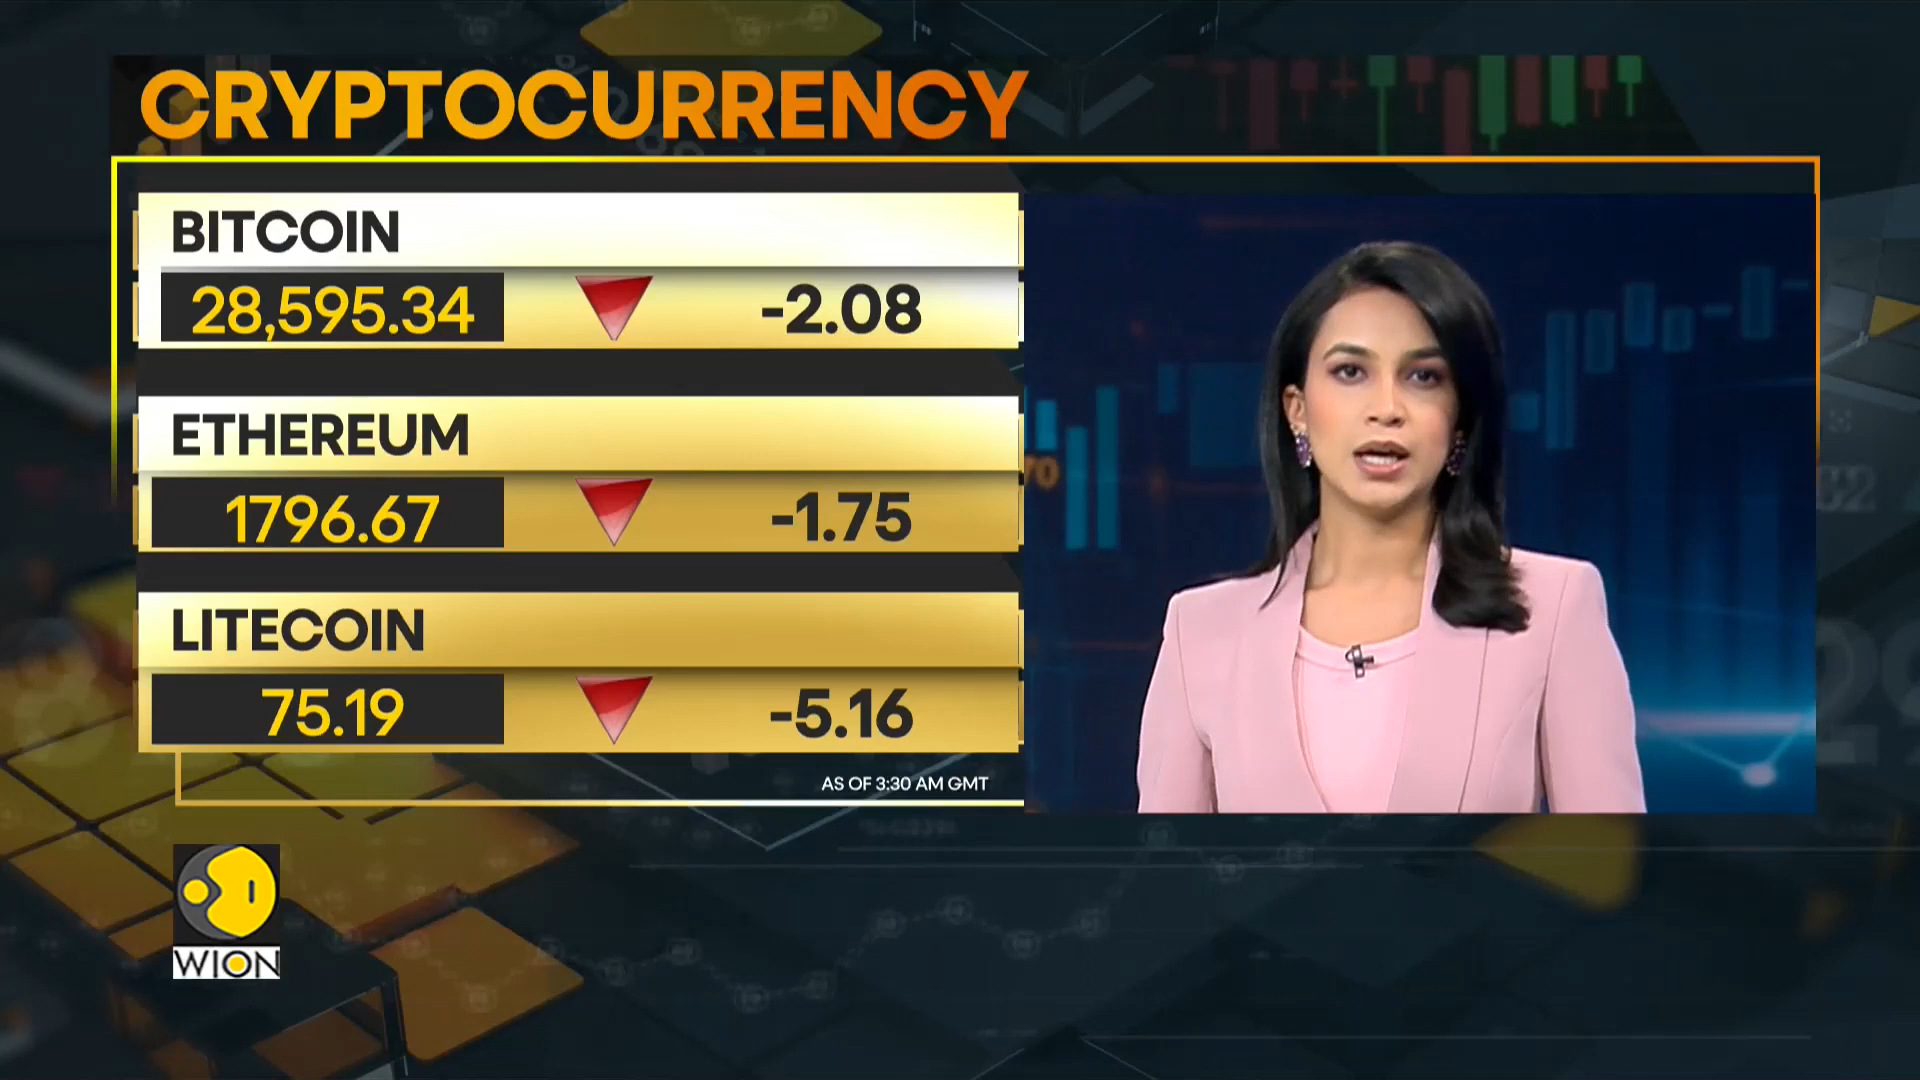 CRYPTOCURRENCY
BITCOIN
28,595.34 -2.08
ETHEREUM
1796.67 -1.75
LITECOIN
75.19 -5.16
AS OF 3:30 AM GMT
WION